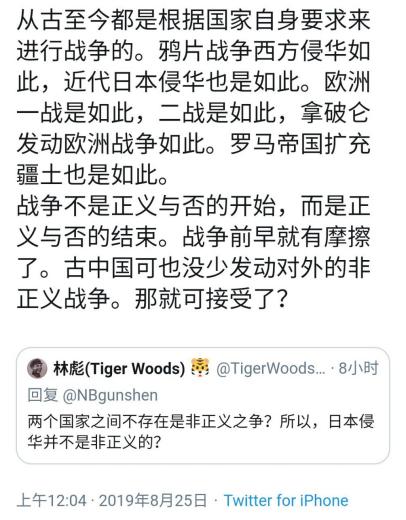 从古至今都是根据国家自身要求来
进行战争的。鸦片战争西方侵华如
此，近代日本侵华也是如此。欧洲
一战是如此，二战是如此，拿破仑
发动欧洲战争如此。罗马帝国扩充
疆土也是如此。
战争不是正义与否的开始，而是正
义与否的结束。战争前早就有摩擦
了。古中国可也没少发动对外的非
正义战争。那就可接受了？
林彪(Tiger Woods) 🐯 @TigerWoods… · 8小时
回复 @NBgunshen
两个国家之间不存在是非正义之争？所以，日本侵
华并不是非正义的？
上午12:04 · 2019年8月25日 · Twitter for iPhone